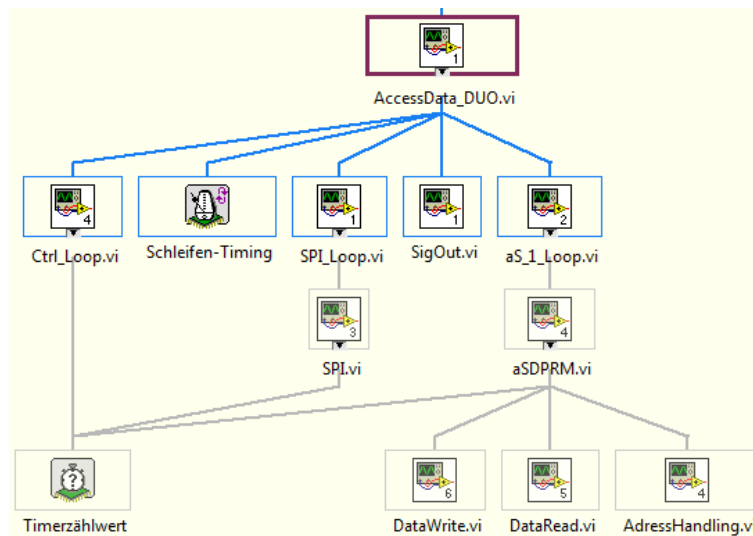 1
AccessData_DUO.vi
4
1
1
2
Ctrl_Loop.vi
Schleifen-Timing
SPI_Loop.vi
SigOut.vi
aS_1_Loop.vi
3
4
SPI.vi
aSDPRM.vi
?
6
5
4
Timerzählwert
DataWrite.vi
DataRead.vi
AdressHandling.v